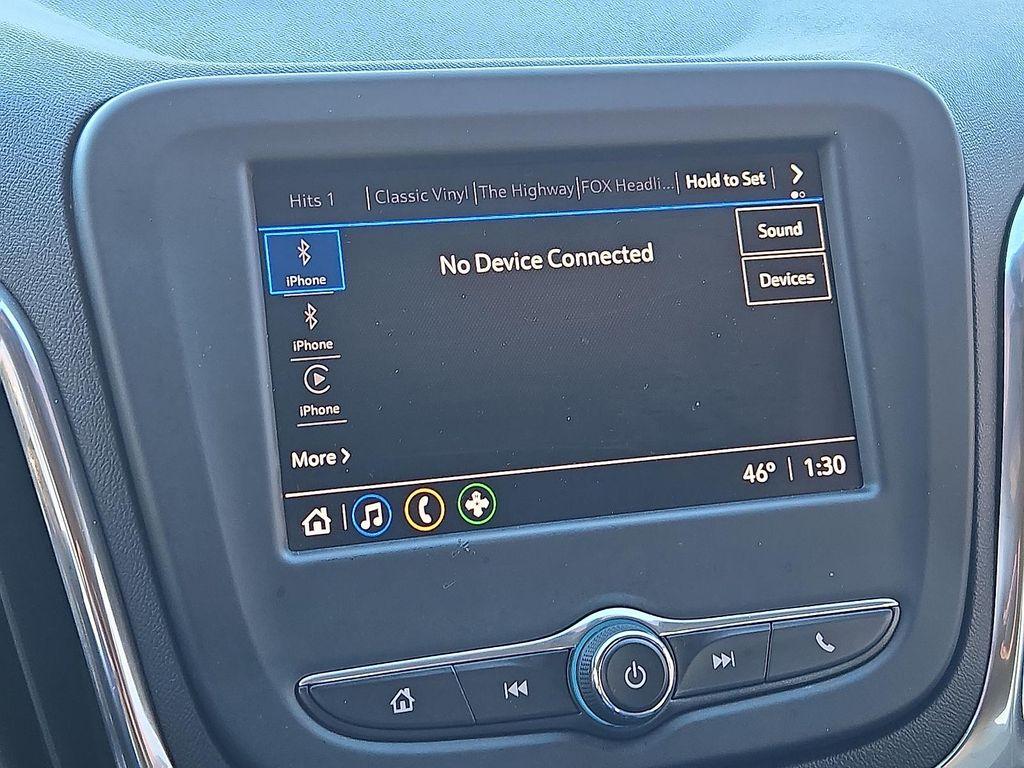 Hits 1 Classic Vinyl The Highway FOX Headli... Hold to Set
iPhone
No Device Connected
Sound
Devices
iPhone
iPhone
More
46° 1:30